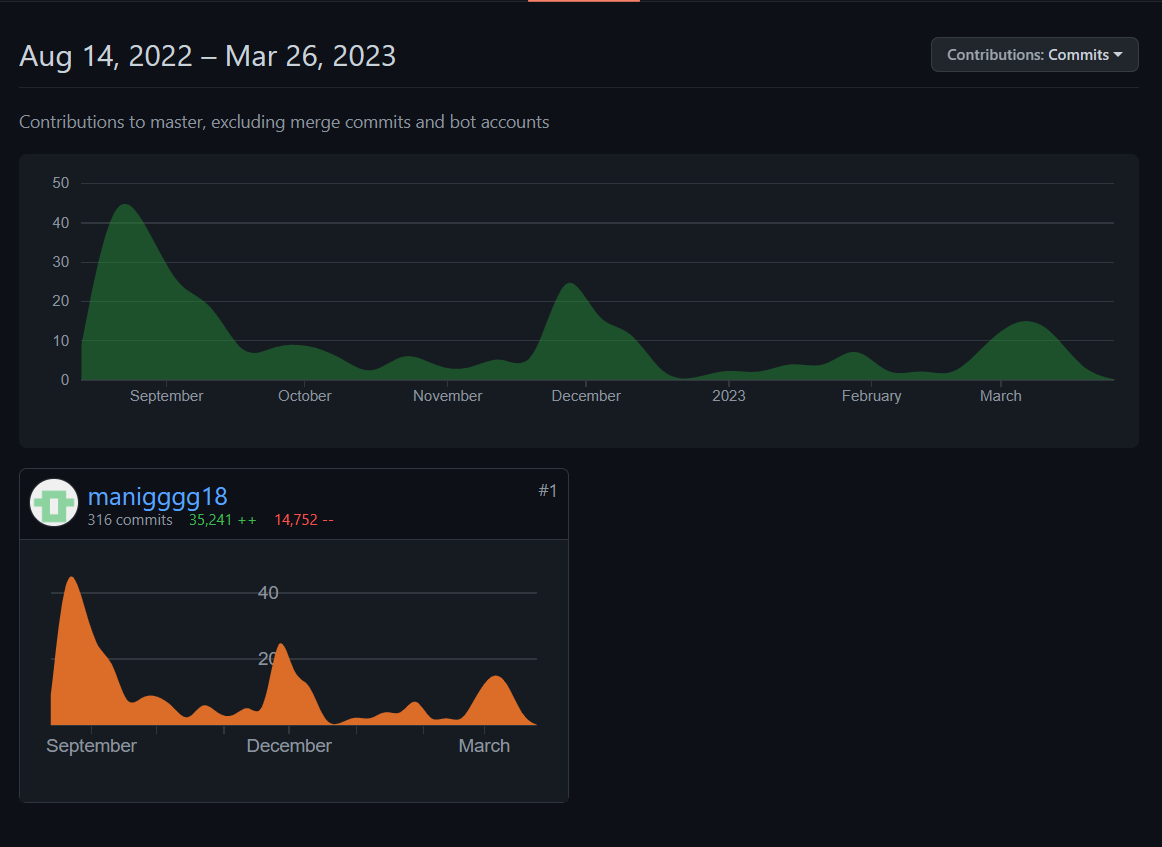 Aug 14, 2022 – Mar 26, 2023
Contributions: Commits
Contributions to master, excluding merge commits and bot accounts
50
40
30
20
10
0
September October November December 2023 February March
manigggg18
#1
316 commits 35,241 ++ 14,752 --
40
20
September December March